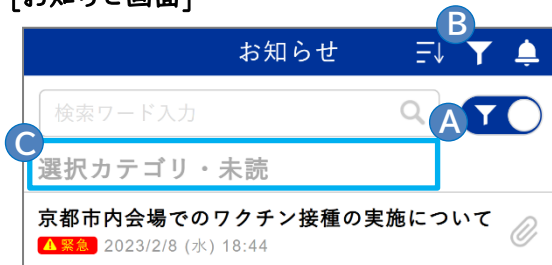 [お知らせ画面]
B
お知らせ
検索ワード入力
A
C
選択カテゴリ・未読
京都市内会場でのワクチン接種の実施について
緊急 2023/2/8 (水) 18:44